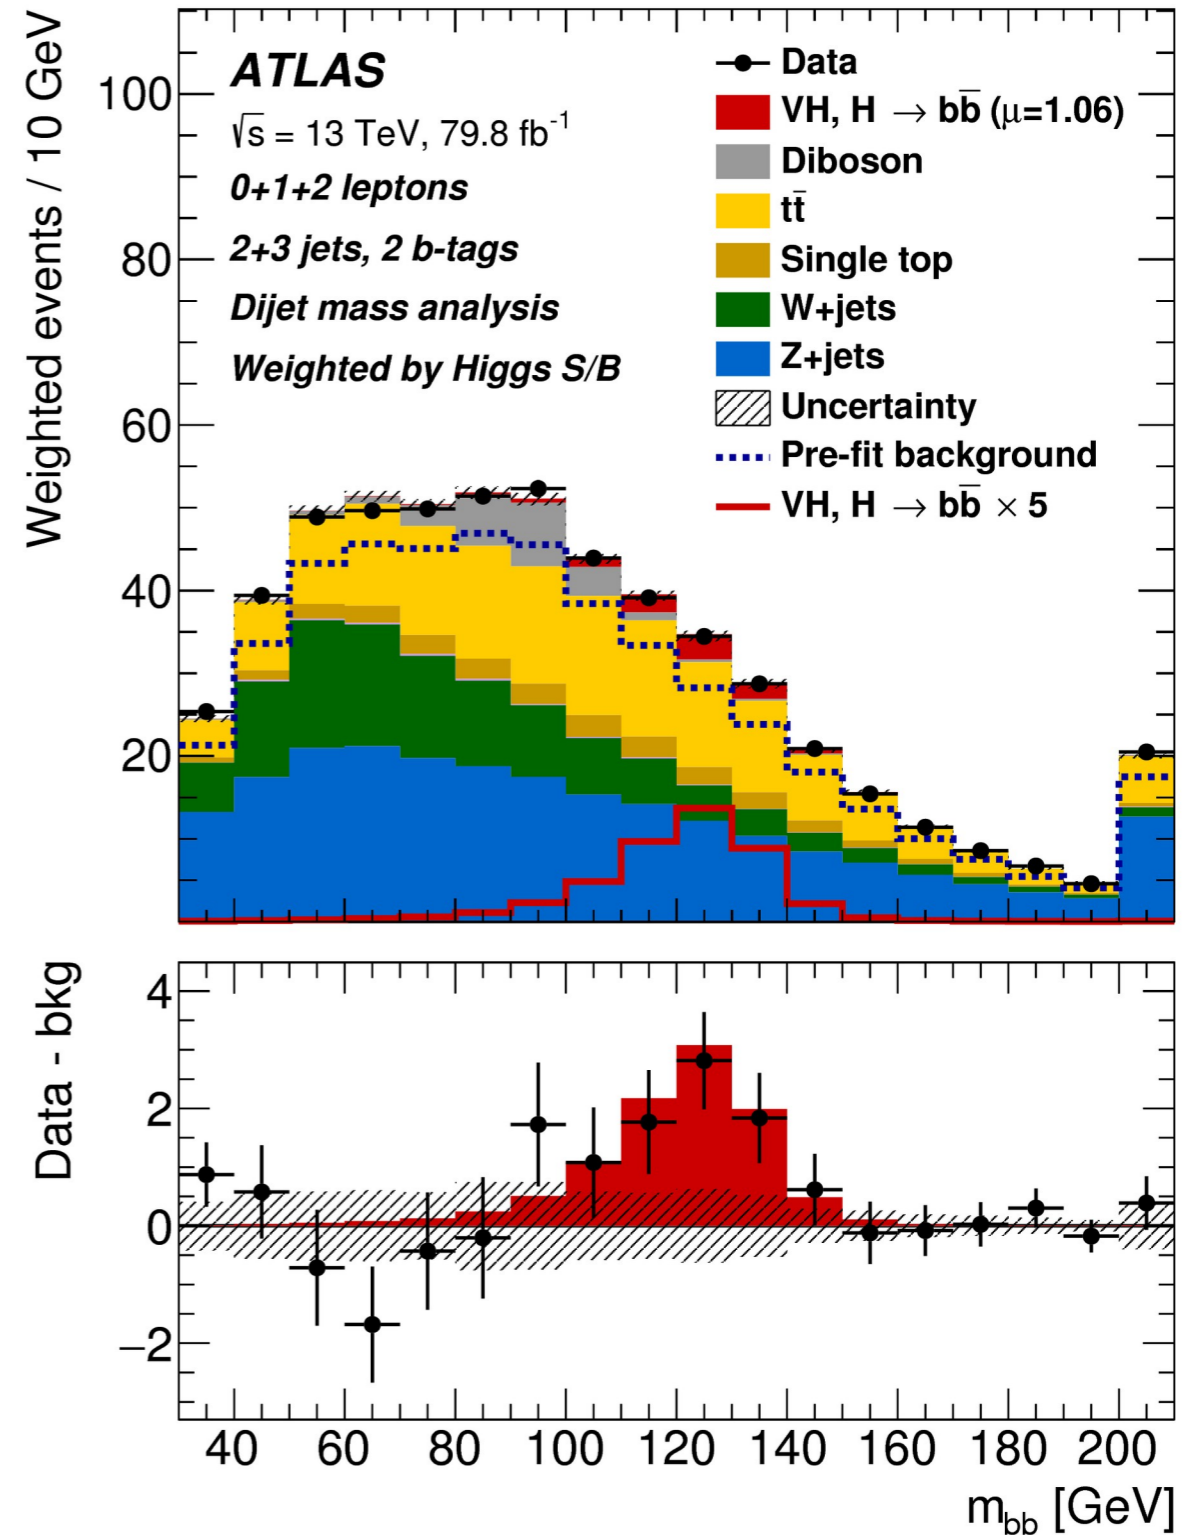 Weighted events / 10 GeV
100
80
60
40
20
ATLAS
√s = 13 TeV, 79.8 fb⁻¹
0+1+2 leptons
2+3 jets, 2 b-tags
Dijet mass analysis
Weighted by Higgs S/B
Data
VH, H → bb̄ (μ=1.06)
Diboson
tt̄
Single top
W+jets
Z+jets
Uncertainty
Pre-fit background
VH, H → bb̄ × 5
Data - bkg
4
2
0
−2
40 60 80 100 120 140 160 180 200
m_bb [GeV]